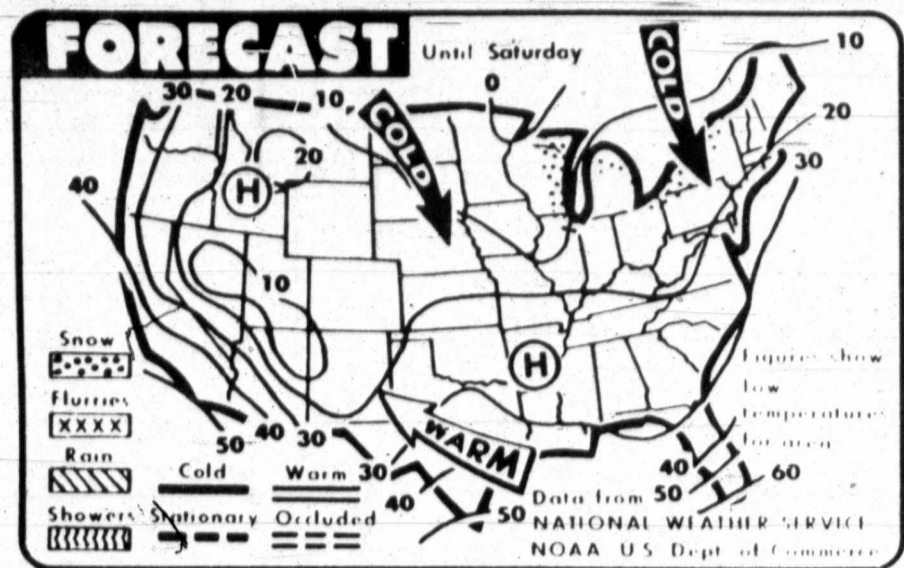 FORECAST Until Saturday
30 20 10 0 10
COLD COLD
20
20
30
40
H
10
H
Snow
Flurries
Rain
Showers
Cold Warm
Stationary Occluded
50 40 30
30 40 50
WARM
40 50 60
Figures show
low
temperatures
for area
Data from
NATIONAL WEATHER SERVICE
NOAA US Dept of Commerce